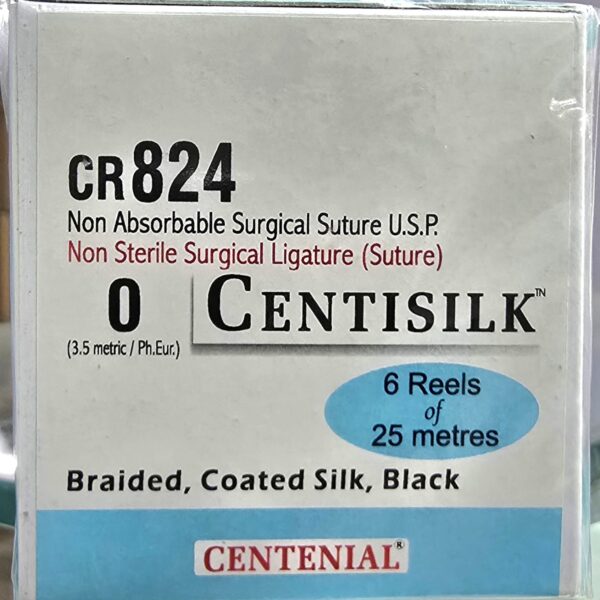 CR824
Non Absorbable Surgical Suture U.S.P.
Non Sterile Surgical Ligature (Suture)
0 CENTISILK™
(3.5 metric / Ph.Eur.)
6 Reels
of
25 metres
Braided, Coated Silk, Black
CENTENIAL®